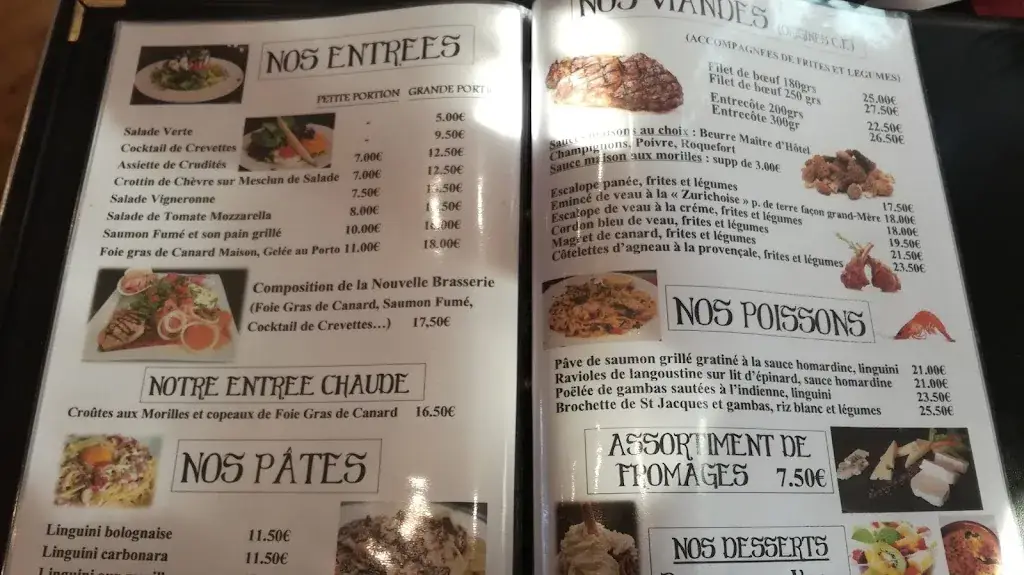 NOS ENTREES
PETITE PORTION GRANDE
Salade Verte - 5.00€
Cocktail de Crevettes - 9.50€
Assiette de Crudités 7.00€ 12.50€
Crottin de Chèvre sur Mesclun de Salade 7.00€ 12.50€
Salade Vigneronne 7.50€
Salade de Tomate Mozzarella 8.00€
Saumon Fumé et son pain grillé 10.00€
Foie gras de Canard Maison, Gelée au Porto 11.00€ 18.00€
Composition de la Nouvelle Brasserie
(Foie Gras de Canard, Saumon Fumé,
Cocktail de Crevettes...) 17,50€
NOTRE ENTREE CHAUDE
Croûtes aux Morilles et copeaux de Foie Gras de Canard 16.50€
NOS PÂTES
Linguini bolognaise 11.50€
Linguini carbonara 11.50€
Linguini
NOS VIANDES
(ACCOMPAGNEES DE FRITES ET LEGUMES)
Filet de bœuf 180grs 25.00€
Filet de bœuf 250 grs 27.50€
Entrecôte 200grs 22.50€
Entrecôte 300gr 26.50€
au choix : Beurre Maître d'Hôtel
Champignons, Poivre, Roquefort
Sauce maison aux morilles : supp de 3.00€
Escalope panée, frites et légumes 17.50€
Emincé de veau à la « Zurichoise » p. de terre façon grand-Mère 18.00€
Escalope de veau à la créme, frites et légumes 18.00€
Cordon bleu de veau, frites et légumes 19.50€
Magret de canard, frites et légumes 21.50€
Côtelettes d'agneau à la provençale, frites et légumes 23.50€
NOS POISSONS
Pâve de saumon grillé gratiné à la sauce homardine, linguini 21.00€
Ravioles de langoustine sur lit d'épinard, sauce homardine 21.00€
Poêlée de gambas sautées à l'indienne, linguini 23.50€
Brochette de St Jacques et gambas, riz blanc et légumes 25.50€
ASSORTIMENT DE
FROMAGES 7.50€
NOS DESSERTS